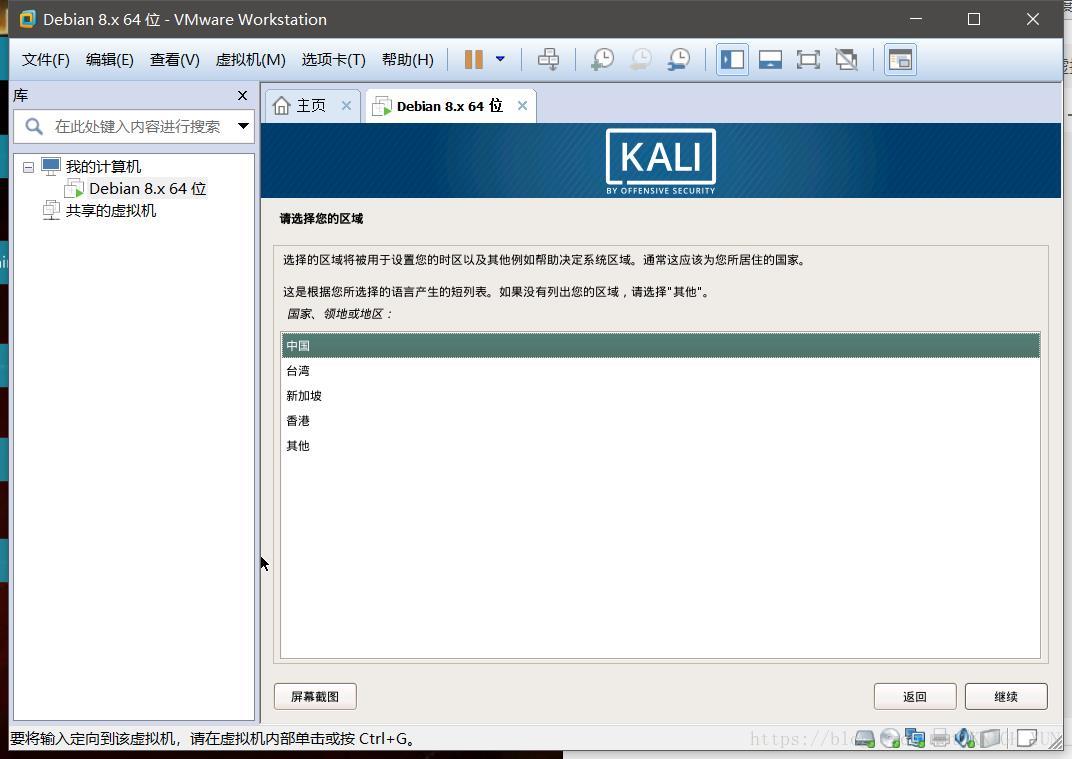 Debian 8.x 64 位 - VMware Workstation
文件(F) 编辑(E) 查看(V) 虚拟机(M) 选项卡(T) 帮助(H)
库
在此处键入内容进行搜索
我的计算机
Debian 8.x 64 位
共享的虚拟机
主页 Debian 8.x 64 位
KALI
BY OFFENSIVE SECURITY
请选择您的区域
选择的区域将被用于设置您的时区以及其他例如帮助决定系统区域。通常这应该为您所居住的国家。
这是根据您所选择的语言产生的短列表。如果没有列出您的区域，请选择"其他"。
国家、领地或地区：
中国
台湾
新加坡
香港
其他
屏幕截图 返回 继续
要将输入定向到该虚拟机，请在虚拟机内部单击或按 Ctrl+G。
https://bl